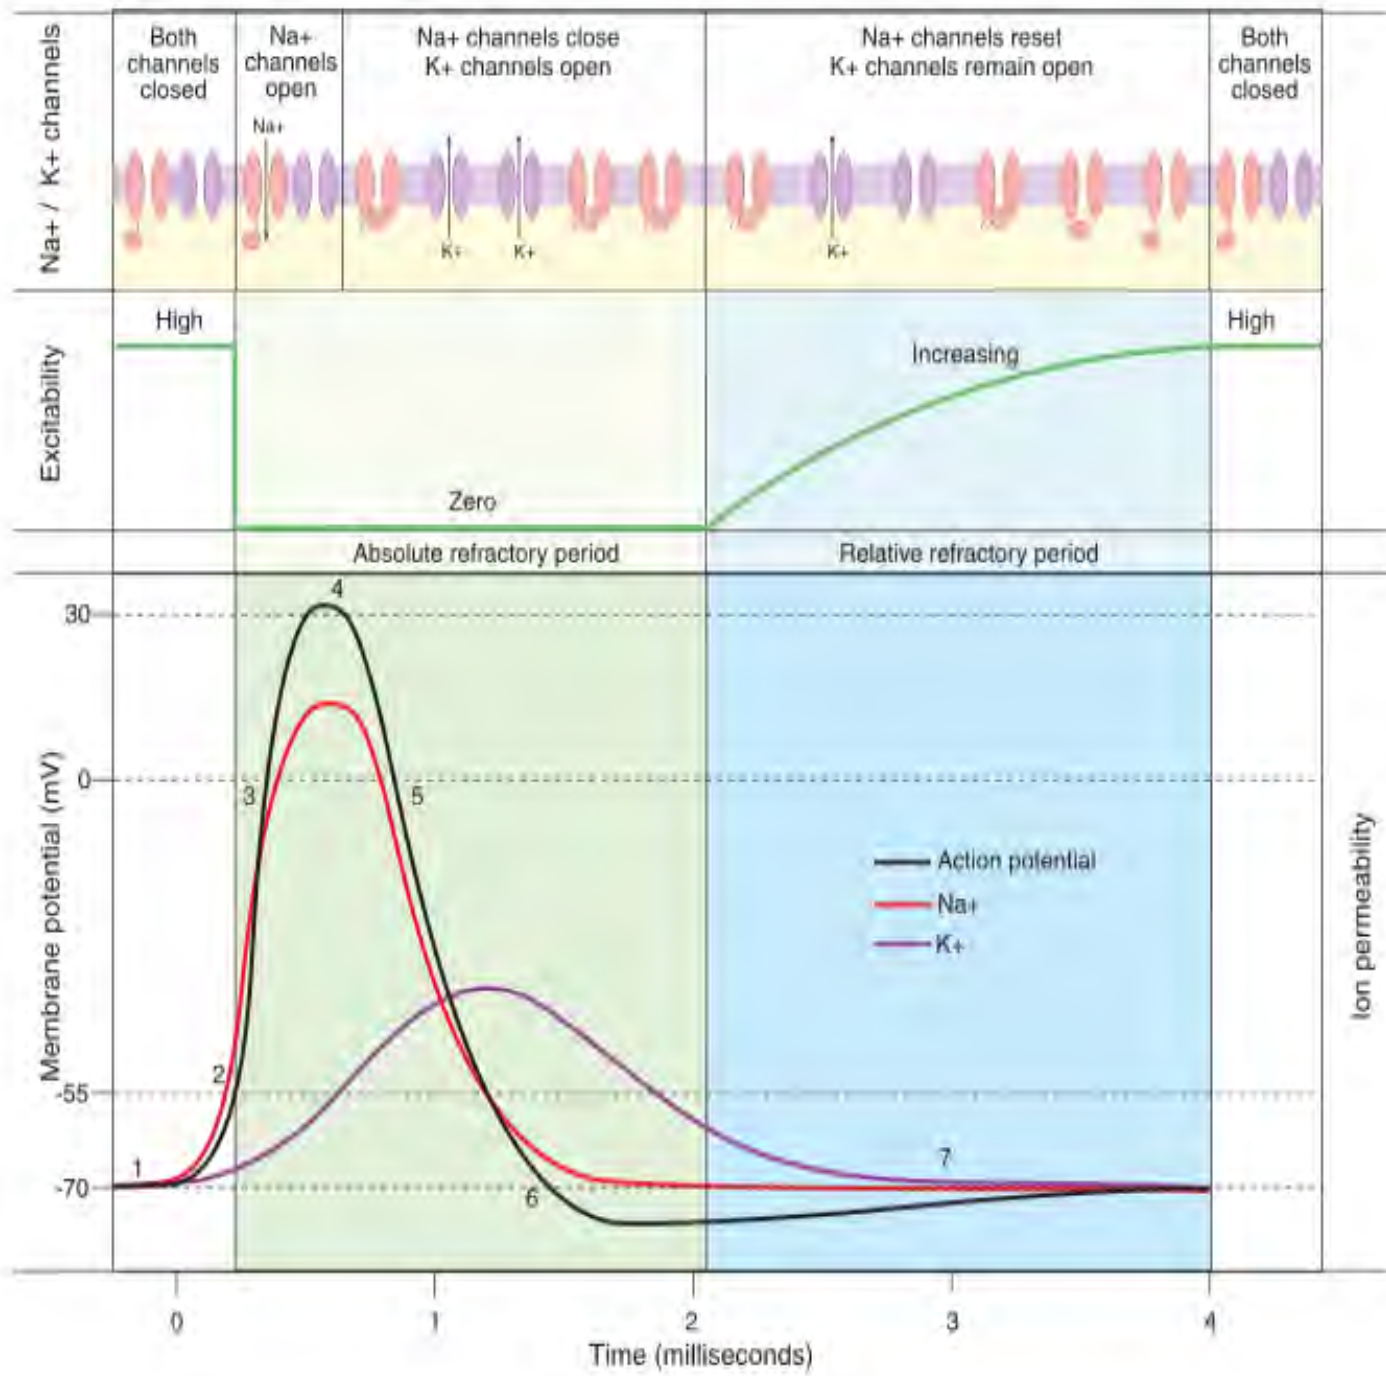 Na+ / K+ channels
Both
channels
closed
Na+
channels
open
Na+ channels close
K+ channels open
Na+ channels reset
K+ channels remain open
Both
channels
closed
Na+
K+
K+
K+
Excitability
High
Zero
Increasing
High
Absolute refractory period
Relative refractory period
Membrane potential (mV)
30
0
-55
-70
1
2
3
4
5
6
7
Action potential
Na+
K+
Ion permeability
0
1
2
3
4
Time (milliseconds)